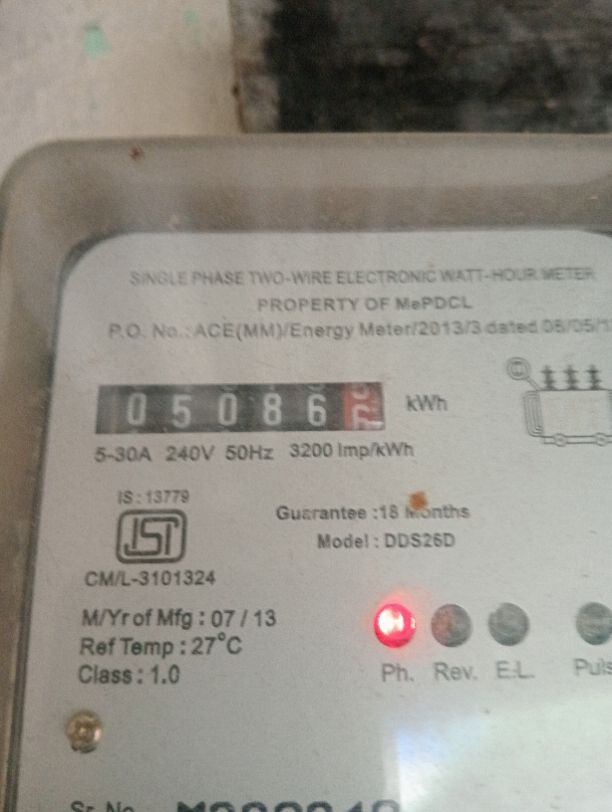 SINGLE PHASE TWO-WIRE ELECTRONIC WATT-HOUR METER
PROPERTY OF MePDCL
P.O. No.: ACE(MM)/Energy Meter/2013/3 dated 06/05/
05086 kWh
5-30A 240V 50Hz 3200 Imp/kWh
IS : 13779
Guarantee :18 Months
ISI
Model : DDS26D
CM/L-3101324
M/Yr of Mfg : 07 / 13
Ref Temp : 27°C
Class : 1.0
Ph. Rev. E.L. Puls
Sr. No.